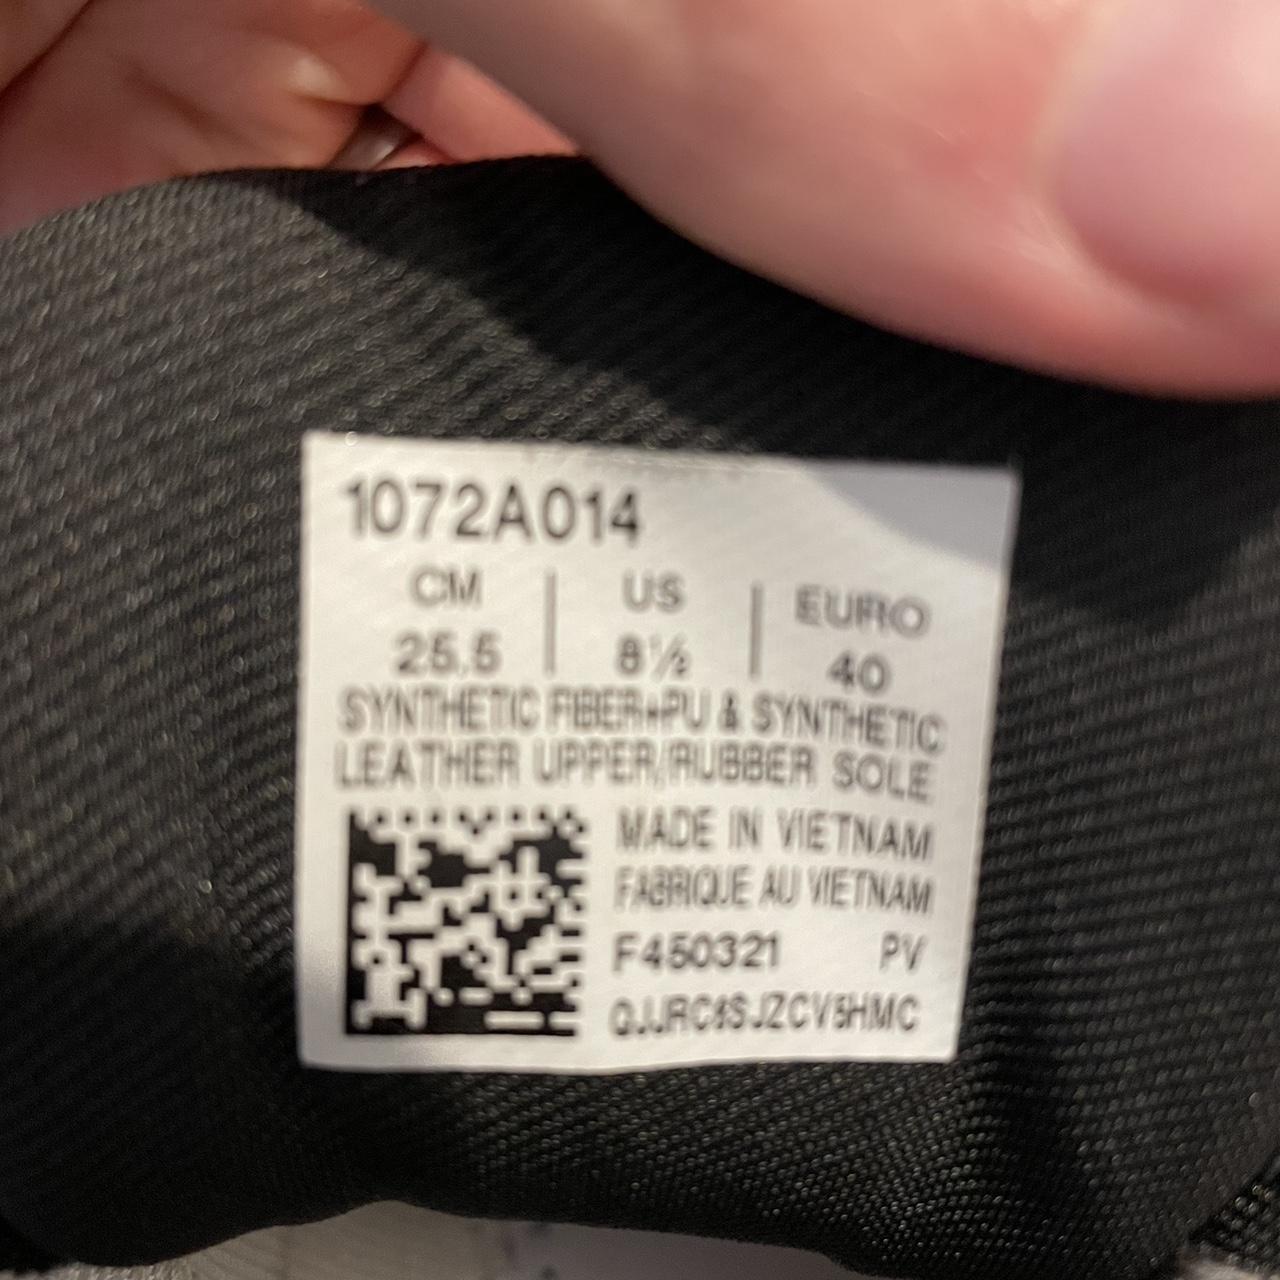 1072A014
CM | US | EURO
25.5 | 8½ | 40
SYNTHETIC FIBER+PU & SYNTHETIC
LEATHER UPPER/RUBBER SOLE
MADE IN VIETNAM
FABRIQUE AU VIETNAM
F450321 PV